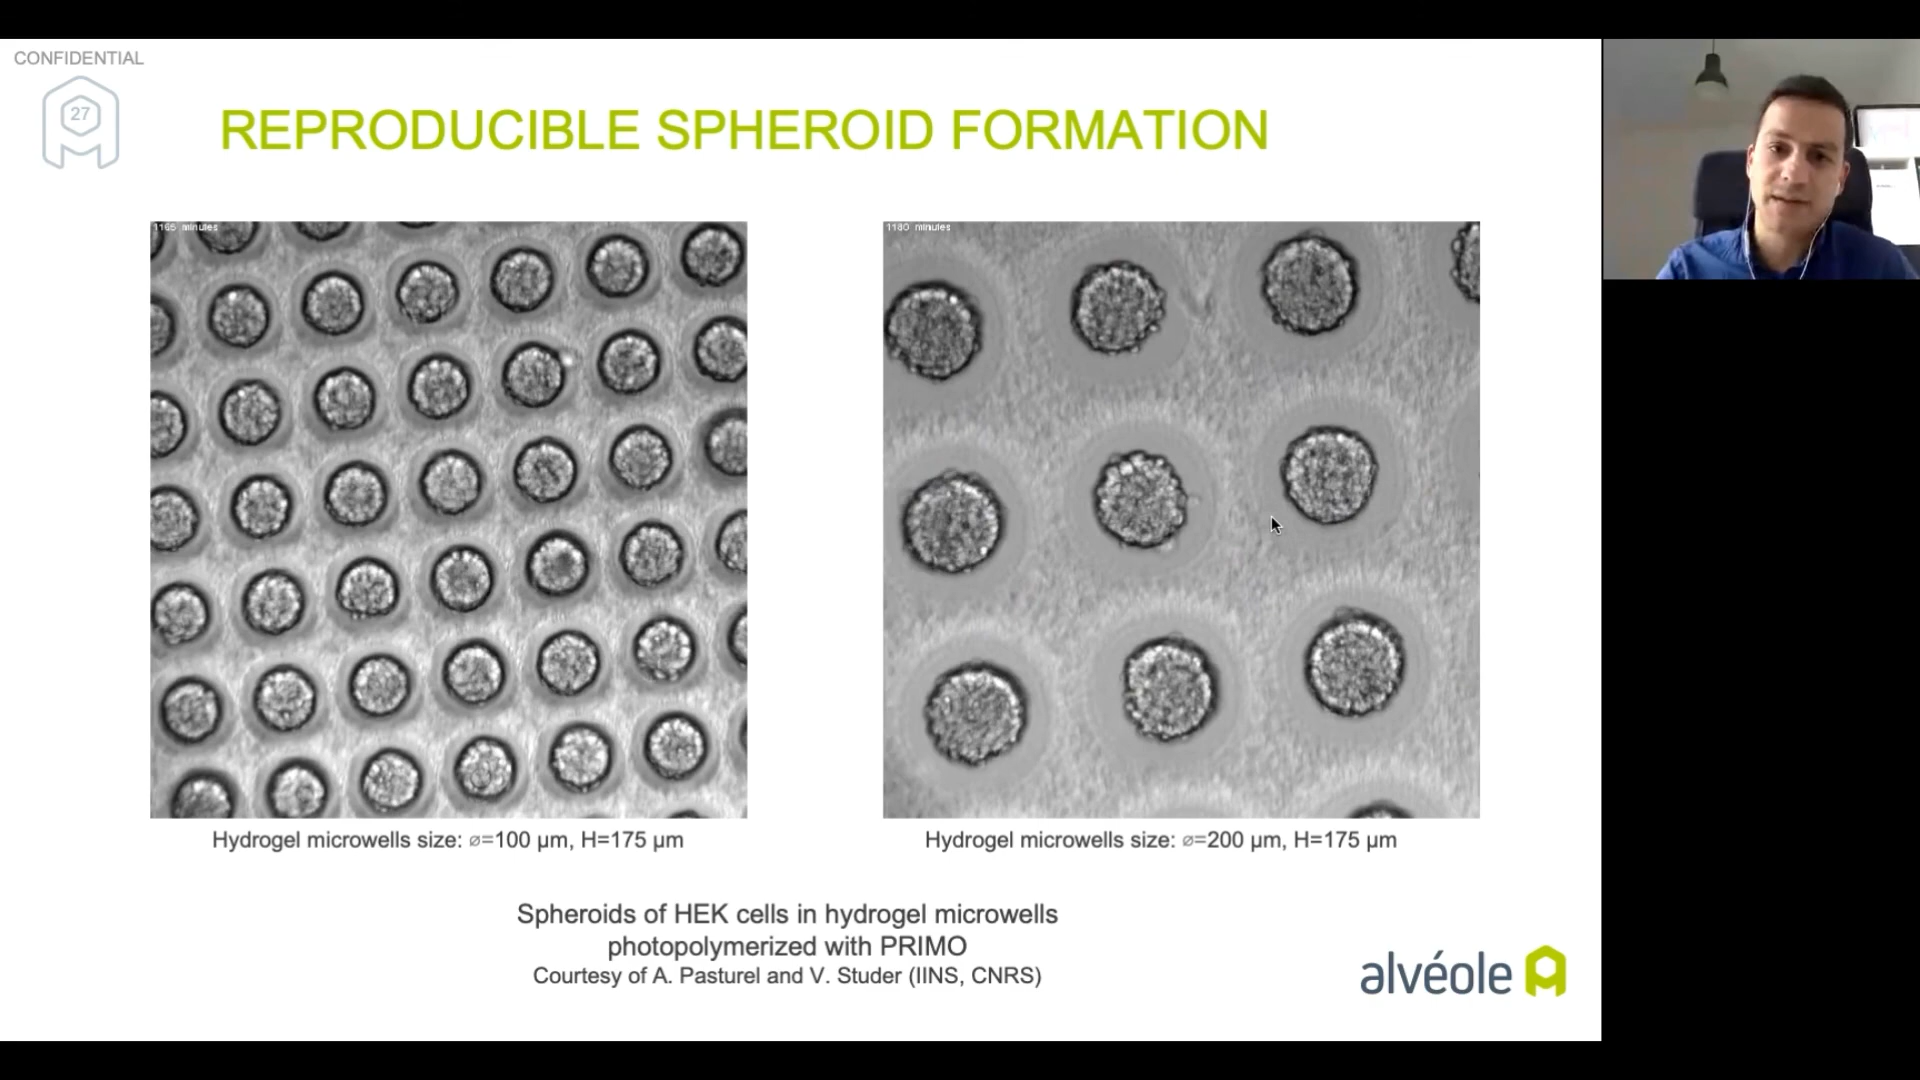 CONFIDENTIAL
27
REPRODUCIBLE SPHEROID FORMATION
1165 minutes
1180 minutes
Hydrogel microwells size: ⌀=100 µm, H=175 µm
Hydrogel microwells size: ⌀=200 µm, H=175 µm
Spheroids of HEK cells in hydrogel microwells
photopolymerized with PRIMO
Courtesy of A. Pasturel and V. Studer (IINS, CNRS)
alvéole